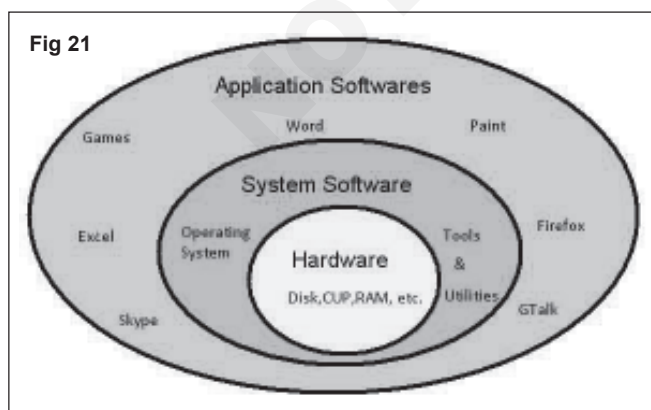 Fig 21
Application Softwares
Games
Word
Paint
System Software
Excel
Operating
System
Tools
&
Utilities
Firefox
Hardware
Disk,CUP,RAM, etc.
Skype
GTalk